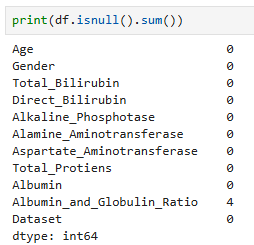 print(df.isnull().sum())
Age 0
Gender 0
Total_Bilirubin 0
Direct_Bilirubin 0
Alkaline_Phosphotase 0
Alamine_Aminotransferase 0
Aspartate_Aminotransferase 0
Total_Protiens 0
Albumin 0
Albumin_and_Globulin_Ratio 4
Dataset 0
dtype: int64